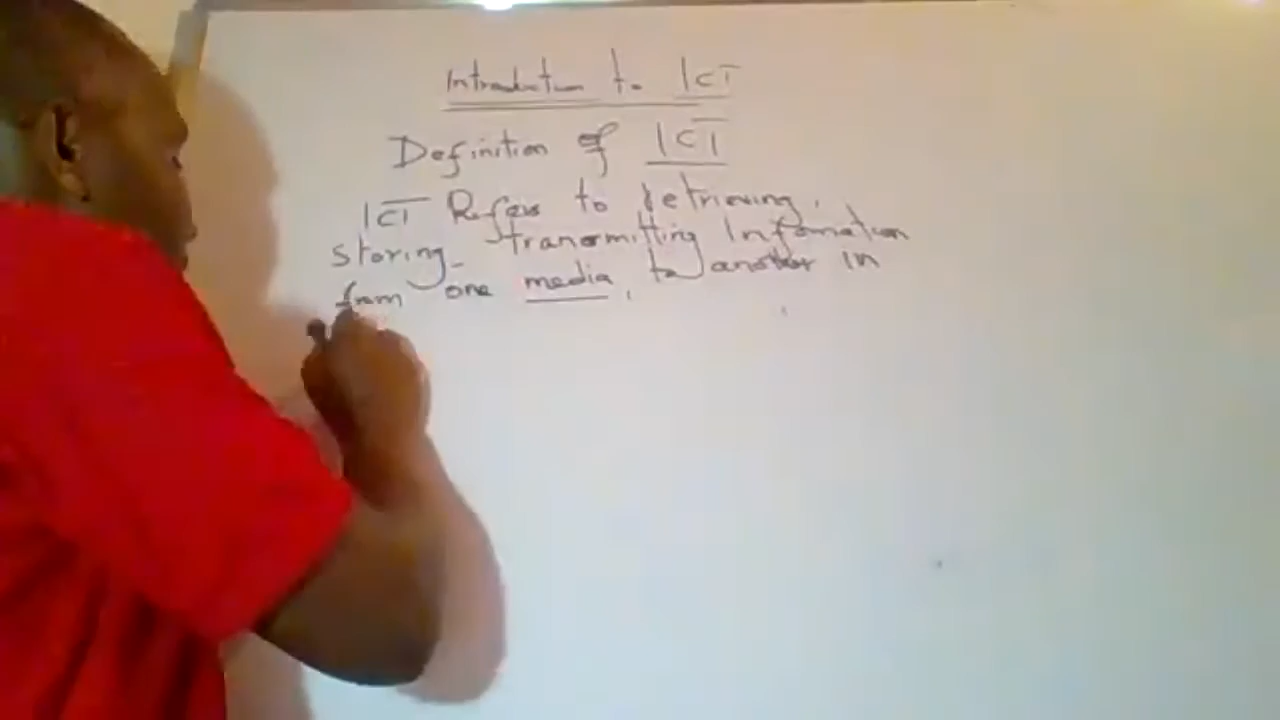 Introduction to ICT
Definition of ICT
ICT Refers to retrieving,
storing, transmitting Information
from one media, to another in